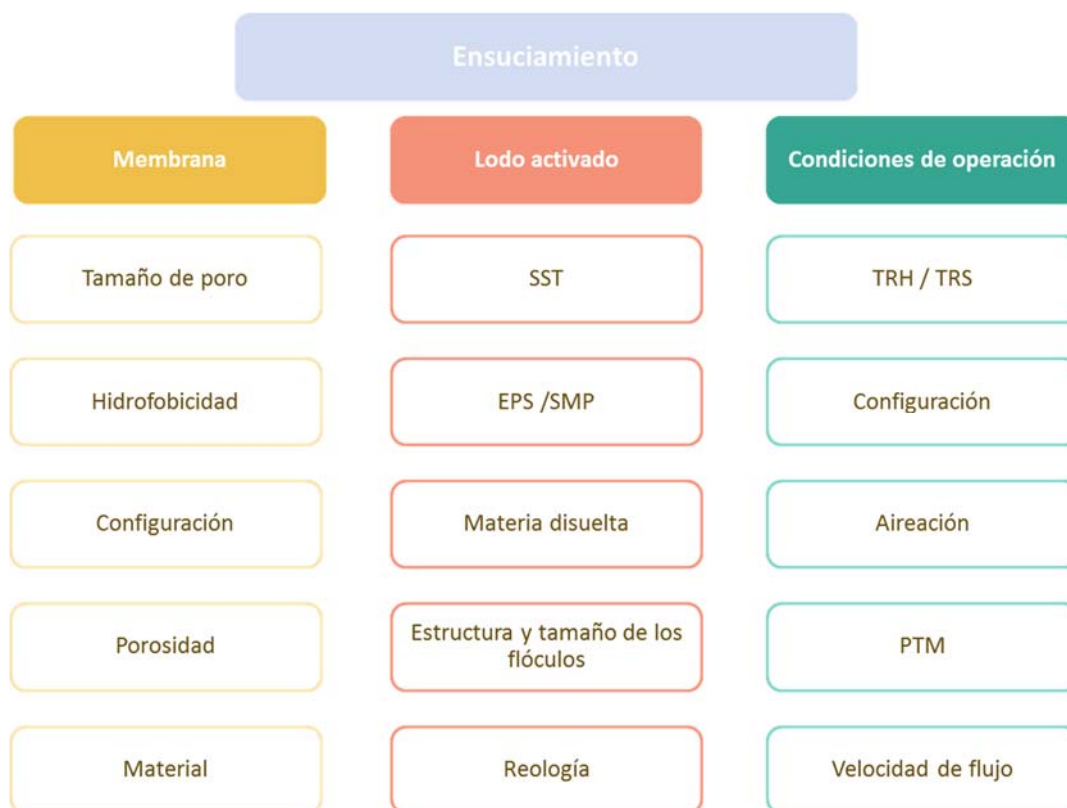 Ensuciamiento
Membrana
Lodo activado
Condiciones de operación
Tamaño de poro
SST
TRH / TRS
Hidrofobicidad
EPS /SMP
Configuración
Configuración
Materia disuelta
Aireación
Porosidad
Estructura y tamaño de los
flóculos
PTM
Material
Reología
Velocidad de flujo